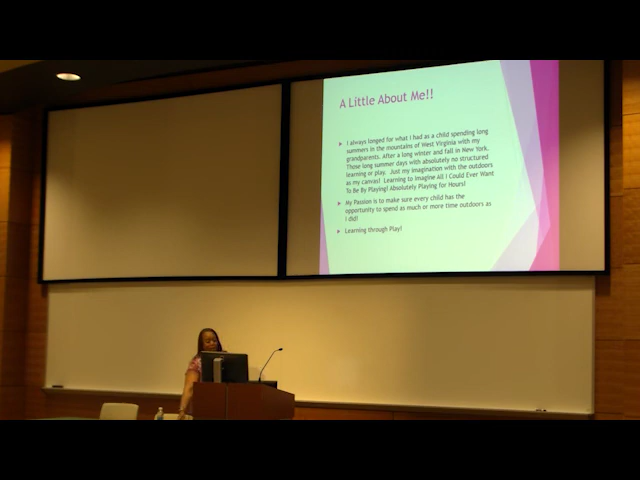 A Little About Me!!
I always longed for what I had as a child spending long
summers in the mountains of West Virginia with my
grandparents. After a long winter and fall in New York.
Those long summer days with absolutely no structured
learning or play. Just my imagination with the outdoors
as my canvas! Learning to Imagine All I Could Ever Want
To Be By Playing! Absolutely Playing for Hours!
My Passion is to make sure every child has the
opportunity to spend as much or more time outdoors as
I did!
Learning through Play!